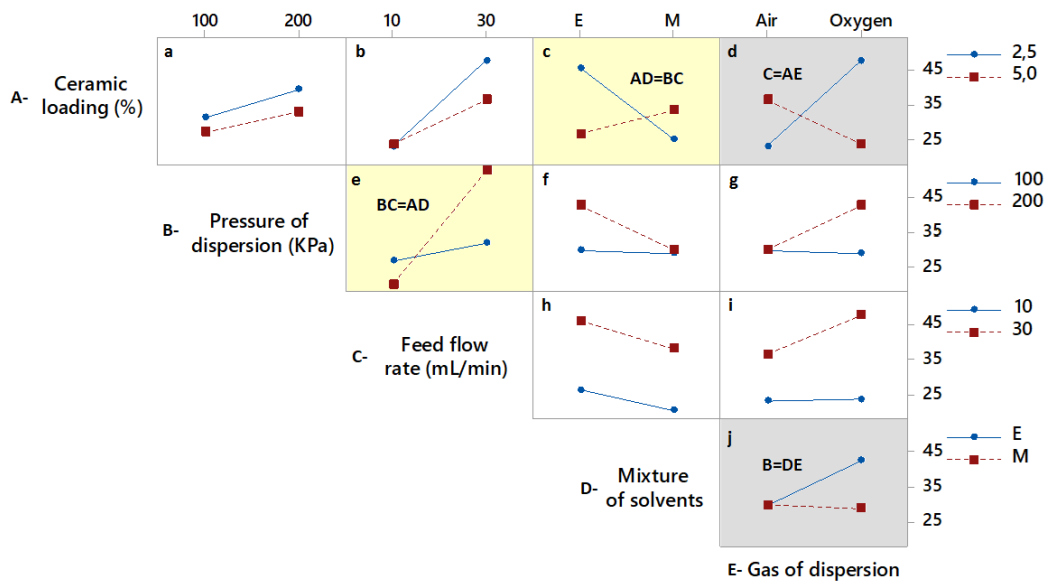 100 200 10 30 E M Air Oxygen
a b c d
A- Ceramic loading (%)
AD=BC
C=AE
45
35
25
2,5
5,0
e f g
B- Pressure of dispersion (KPa)
BC=AD
45
35
25
100
200
h i
C- Feed flow rate (mL/min)
45
35
25
10
30
j
D- Mixture of solvents
B=DE
45
35
25
E
M
E- Gas of dispersion